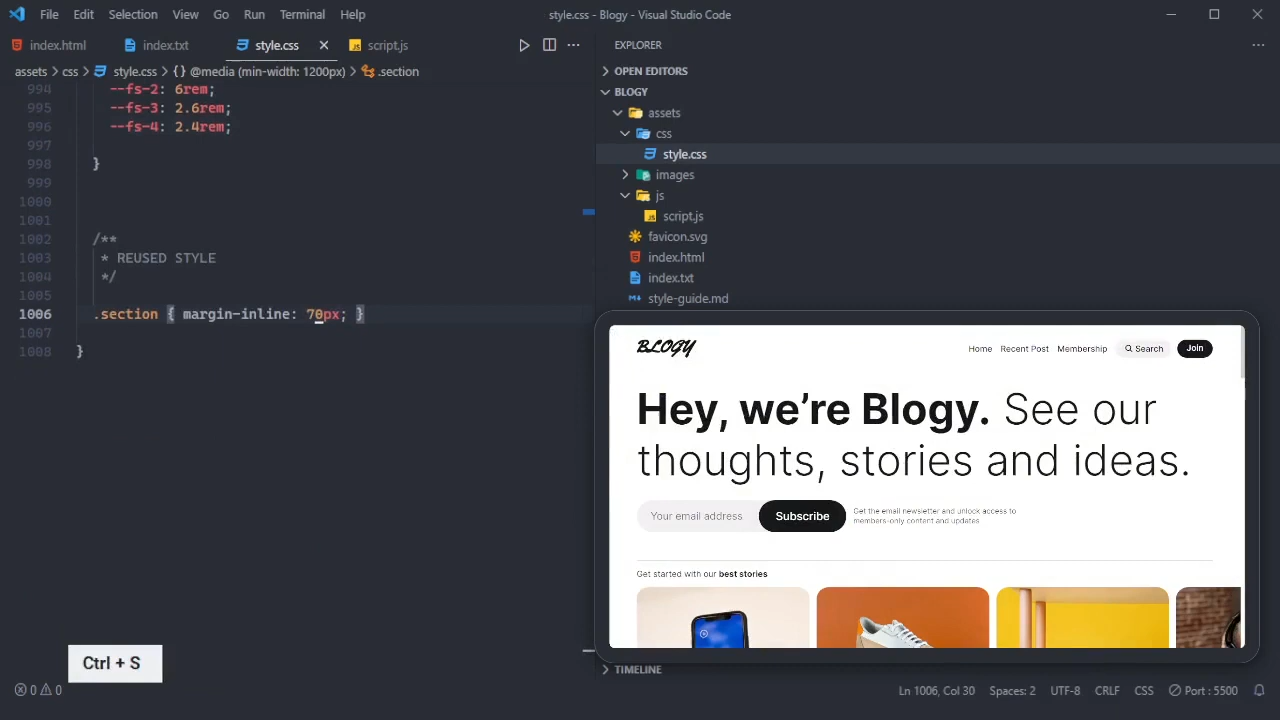 File Edit Selection View Go Run Terminal Help
style.css - Blogy - Visual Studio Code
index.html index.txt style.css script.js
assets css style.css @media (min-width: 1200px) .section
994 --fs-2: 6rem;
995 --fs-3: 2.6rem;
996 --fs-4: 2.4rem;
997
998 }
999
1000
1001
1002 /**
1003 * REUSED STYLE
1004 */
1005
1006 .section { margin-inline: 70px; }
1007
1008 }
Ctrl + S
EXPLORER
OPEN EDITORS
BLOGY
assets
css
style.css
images
js
script.js
favicon.svg
index.html
index.txt
style-guide.md
BLOGY
Home Recent Post Membership Search Join
Hey, we're Blogy. See our
thoughts, stories and ideas.
Your email address Subscribe
Get the email newsletter and unlock access to
members-only content and updates
Get started with our best stories
TIMELINE
0 0
Ln 1006, Col 30 Spaces: 2 UTF-8 CRLF CSS Port : 5500